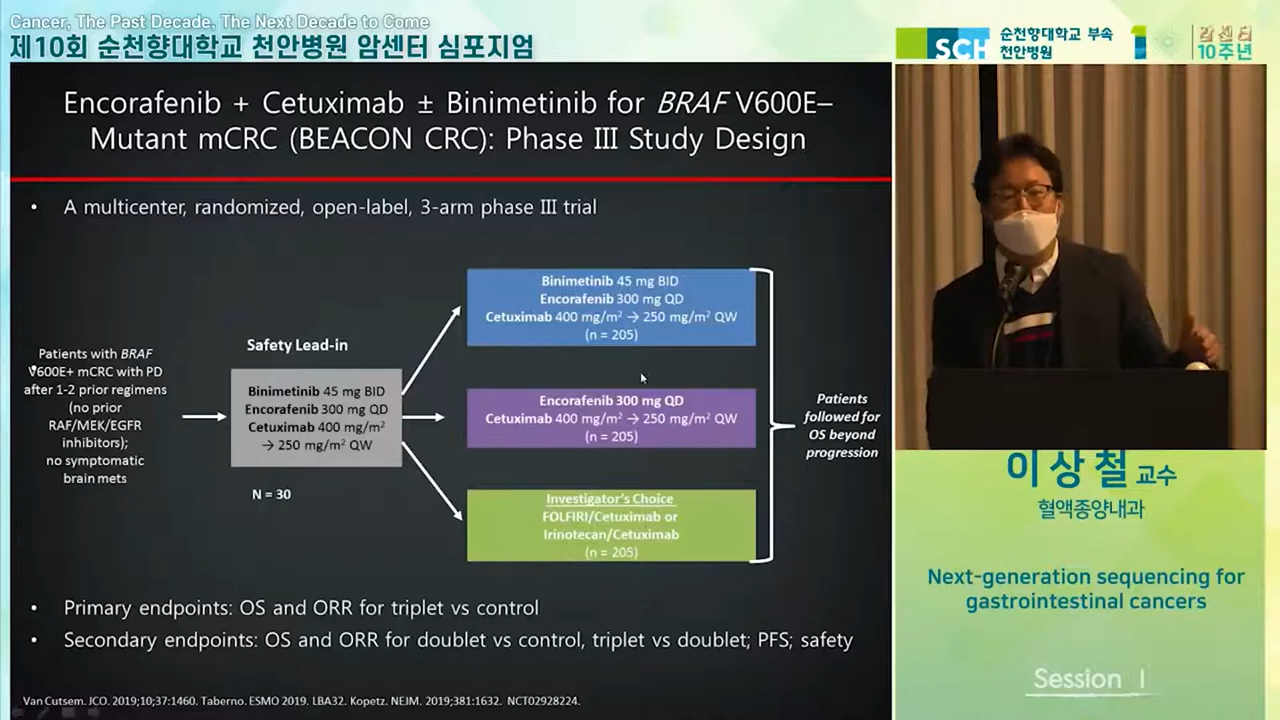 Cancer, The Past Decade, The Next Decade to Come
제10회 순천향대학교 천안병원 암센터 심포지엄
SCH
순천향대학교 부속
천안병원
암센터
10주년
Encorafenib + Cetuximab ± Binimetinib for BRAF V600E–
Mutant mCRC (BEACON CRC): Phase III Study Design
• A multicenter, randomized, open-label, 3-arm phase III trial
Patients with BRAF
V600E+ mCRC with PD
after 1-2 prior regimens
(no prior
RAF/MEK/EGFR
inhibitors);
no symptomatic
brain mets
Safety Lead-in
Binimetinib 45 mg BID
Encorafenib 300 mg QD
Cetuximab 400 mg/m²
→ 250 mg/m² QW
N = 30
Binimetinib 45 mg BID
Encorafenib 300 mg QD
Cetuximab 400 mg/m² → 250 mg/m² QW
(n = 205)
Encorafenib 300 mg QD
Cetuximab 400 mg/m² → 250 mg/m² QW
(n = 205)
Investigator's Choice
FOLFIRI/Cetuximab or
Irinotecan/Cetuximab
(n = 205)
Patients
followed for
OS beyond
progression
• Primary endpoints: OS and ORR for triplet vs control
• Secondary endpoints: OS and ORR for doublet vs control, triplet vs doublet; PFS; safety
Van Cutsem. JCO. 2019;10;37:1460. Taberno. ESMO 2019. LBA32. Kopetz. NEJM. 2019;381:1632. NCT02928224.
이 상 철 교수
혈액종양내과
Next-generation sequencing for
gastrointestinal cancers
Session I